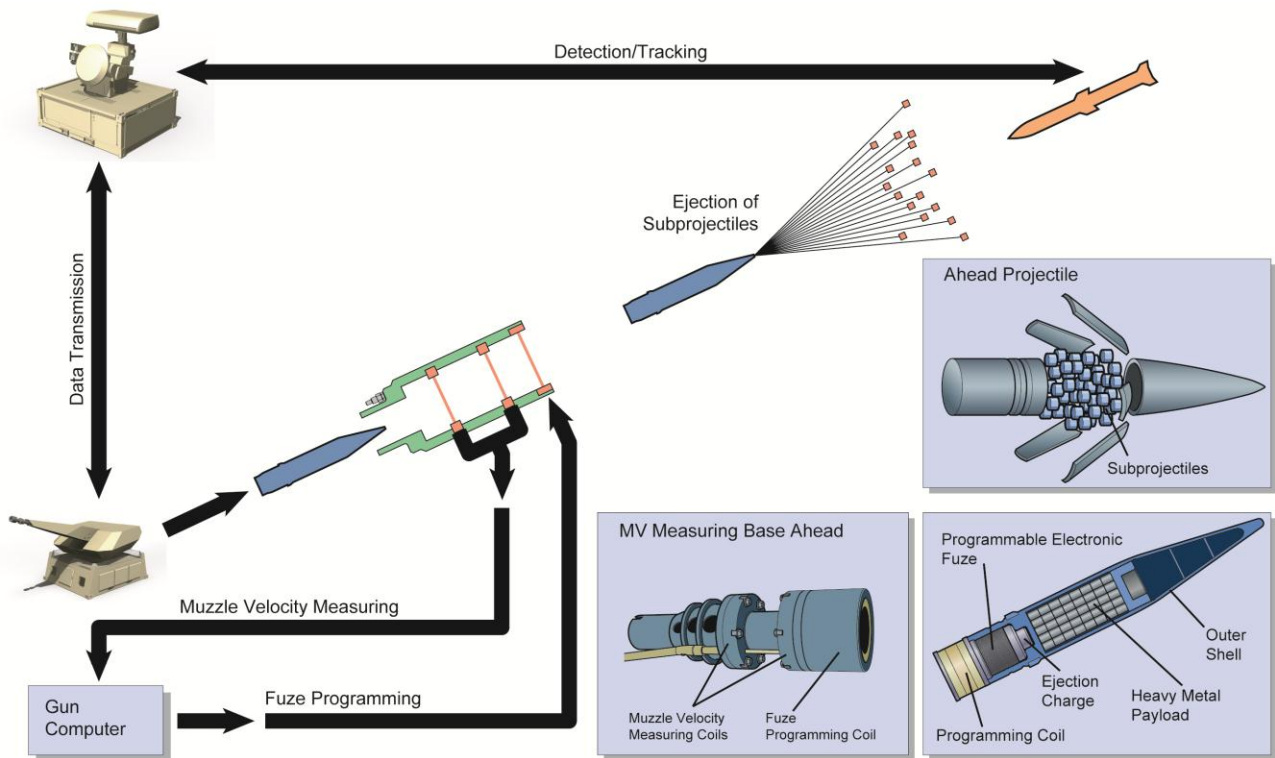 Detection/Tracking
Ejection of
Subprojectiles
Data Transmission
Ahead Projectile
Subprojectiles
MV Measuring Base Ahead
Muzzle Velocity
Measuring Coils
Fuze
Programming Coil
Programmable Electronic
Fuze
Outer
Shell
Ejection
Charge
Heavy Metal
Payload
Programming Coil
Muzzle Velocity Measuring
Gun
Computer
Fuze Programming